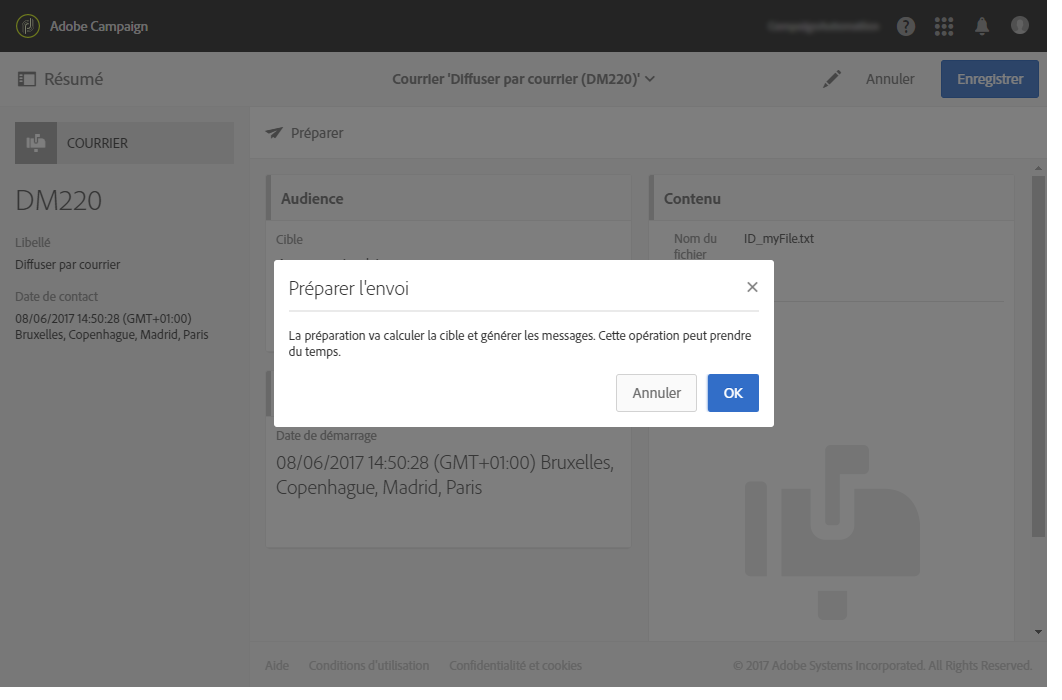 Adobe Campaign
?
Résumé
Courrier 'Diffuser par courrier (DM220)'
Annuler
Enregistrer
COURRIER
Préparer
DM220
Audience
Contenu
Libellé
Diffuser par courrier
Cible
Nom du
fichier
ID_myFile.txt
Date de contact
08/06/2017 14:50:28 (GMT+01:00)
Bruxelles, Copenhague, Madrid, Paris
Préparer l'envoi
La préparation va calculer la cible et générer les messages. Cette opération peut prendre
du temps.
Annuler
OK
Date de démarrage
08/06/2017 14:50:28 (GMT+01:00) Bruxelles,
Copenhague, Madrid, Paris
Aide
Conditions d'utilisation
Confidentialité et cookies
© 2017 Adobe Systems Incorporated. All Rights Reserved.